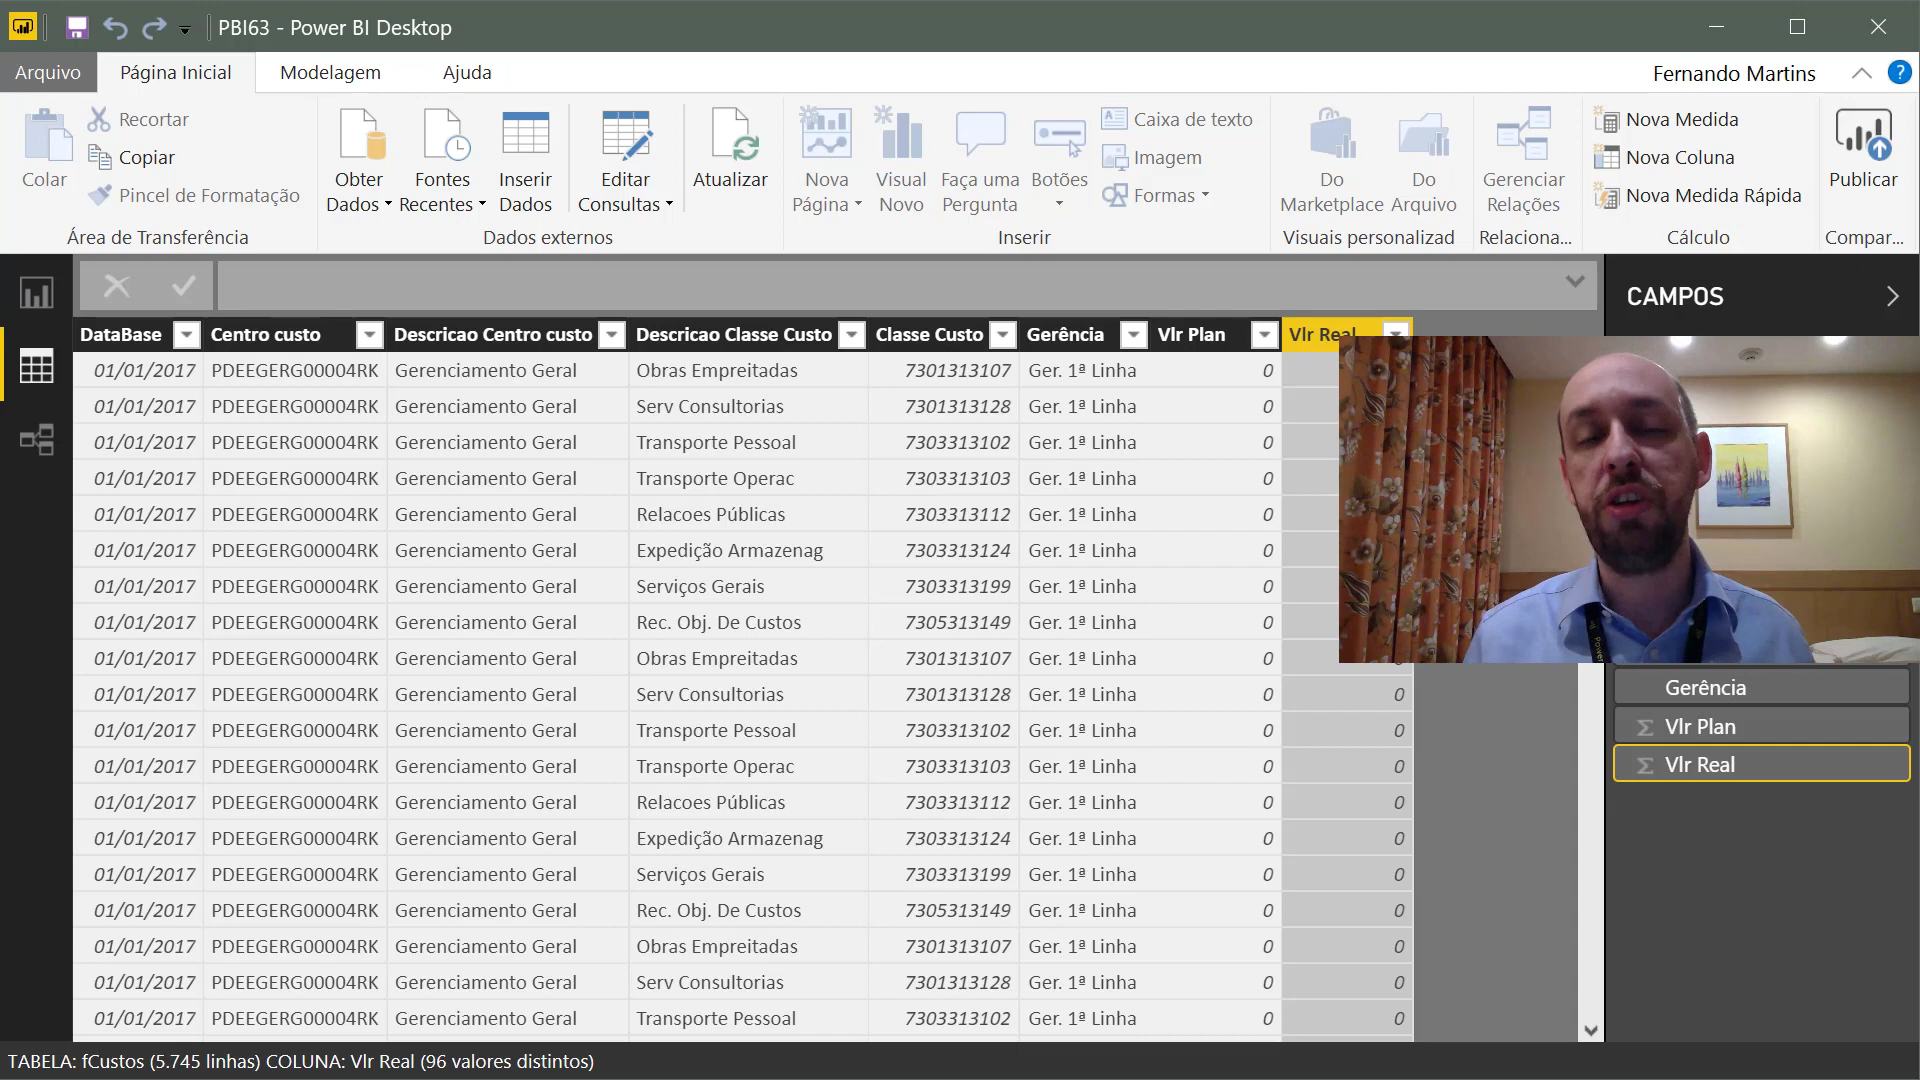 PBI63 - Power BI Desktop
Arquivo Página Inicial Modelagem Ajuda Fernando Martins ?
Colar
Recortar
Copiar
Pincel de Formatação
Área de Transferência
Obter Dados
Fontes Recentes
Inserir Dados
Editar Consultas
Atualizar
Dados externos
Nova Página
Visual Novo
Faça uma Pergunta
Botões
Caixa de texto
Imagem
Formas
Inserir
Do Marketplace
Do Arquivo
Visuais personalizad
Gerenciar Relações
Relaciona...
Nova Medida
Nova Coluna
Nova Medida Rápida
Cálculo
Publicar
Compar...
CAMPOS
DataBase Centro custo Descricao Centro custo Descricao Classe Custo Classe Custo Gerência Vlr Plan Vlr Real
01/01/2017 PDEEGERG00004RK Gerenciamento Geral Obras Empreitadas 7301313107 Ger. 1ª Linha 0
01/01/2017 PDEEGERG00004RK Gerenciamento Geral Serv Consultorias 7301313128 Ger. 1ª Linha 0
01/01/2017 PDEEGERG00004RK Gerenciamento Geral Transporte Pessoal 7303313102 Ger. 1ª Linha 0
01/01/2017 PDEEGERG00004RK Gerenciamento Geral Transporte Operac 7303313103 Ger. 1ª Linha 0
01/01/2017 PDEEGERG00004RK Gerenciamento Geral Relacoes Públicas 7303313112 Ger. 1ª Linha 0
01/01/2017 PDEEGERG00004RK Gerenciamento Geral Expedição Armazenag 7303313124 Ger. 1ª Linha 0
01/01/2017 PDEEGERG00004RK Gerenciamento Geral Serviços Gerais 7303313199 Ger. 1ª Linha 0
01/01/2017 PDEEGERG00004RK Gerenciamento Geral Rec. Obj. De Custos 7305313149 Ger. 1ª Linha 0
01/01/2017 PDEEGERG00004RK Gerenciamento Geral Obras Empreitadas 7301313107 Ger. 1ª Linha 0
01/01/2017 PDEEGERG00004RK Gerenciamento Geral Serv Consultorias 7301313128 Ger. 1ª Linha 0 0
01/01/2017 PDEEGERG00004RK Gerenciamento Geral Transporte Pessoal 7303313102 Ger. 1ª Linha 0 0
01/01/2017 PDEEGERG00004RK Gerenciamento Geral Transporte Operac 7303313103 Ger. 1ª Linha 0 0
01/01/2017 PDEEGERG00004RK Gerenciamento Geral Relacoes Públicas 7303313112 Ger. 1ª Linha 0 0
01/01/2017 PDEEGERG00004RK Gerenciamento Geral Expedição Armazenag 7303313124 Ger. 1ª Linha 0 0
01/01/2017 PDEEGERG00004RK Gerenciamento Geral Serviços Gerais 7303313199 Ger. 1ª Linha 0 0
01/01/2017 PDEEGERG00004RK Gerenciamento Geral Rec. Obj. De Custos 7305313149 Ger. 1ª Linha 0 0
01/01/2017 PDEEGERG00004RK Gerenciamento Geral Obras Empreitadas 7301313107 Ger. 1ª Linha 0 0
01/01/2017 PDEEGERG00004RK Gerenciamento Geral Serv Consultorias 7301313128 Ger. 1ª Linha 0 0
01/01/2017 PDEEGERG00004RK Gerenciamento Geral Transporte Pessoal 7303313102 Ger. 1ª Linha 0 0
Gerência
Σ Vlr Plan
Σ Vlr Real
TABELA: fCustos (5.745 linhas) COLUNA: Vlr Real (96 valores distintos)